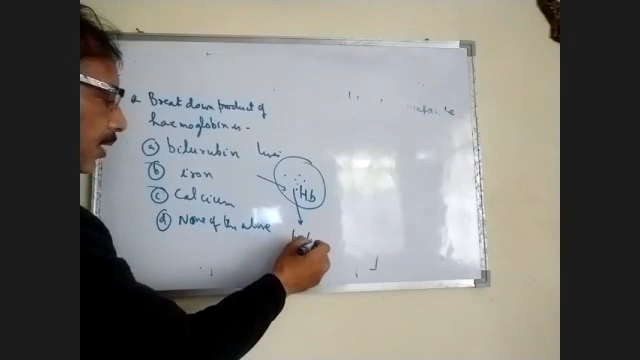 Q Break down product of
haemoglobin is -
(a) bilirubin
(b) iron
(c) Calcium
(d) None of the above
Hb